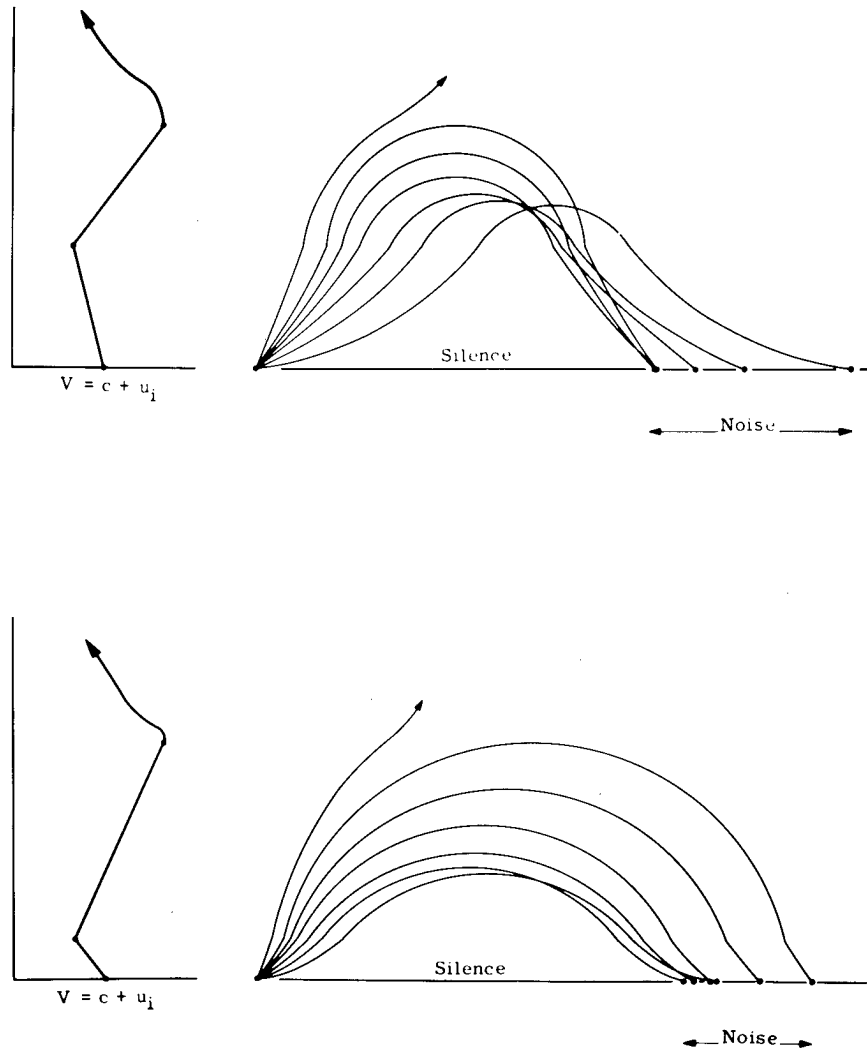 Silence
V = c + u_i
Noise
Silence
V = c + u_i
Noise